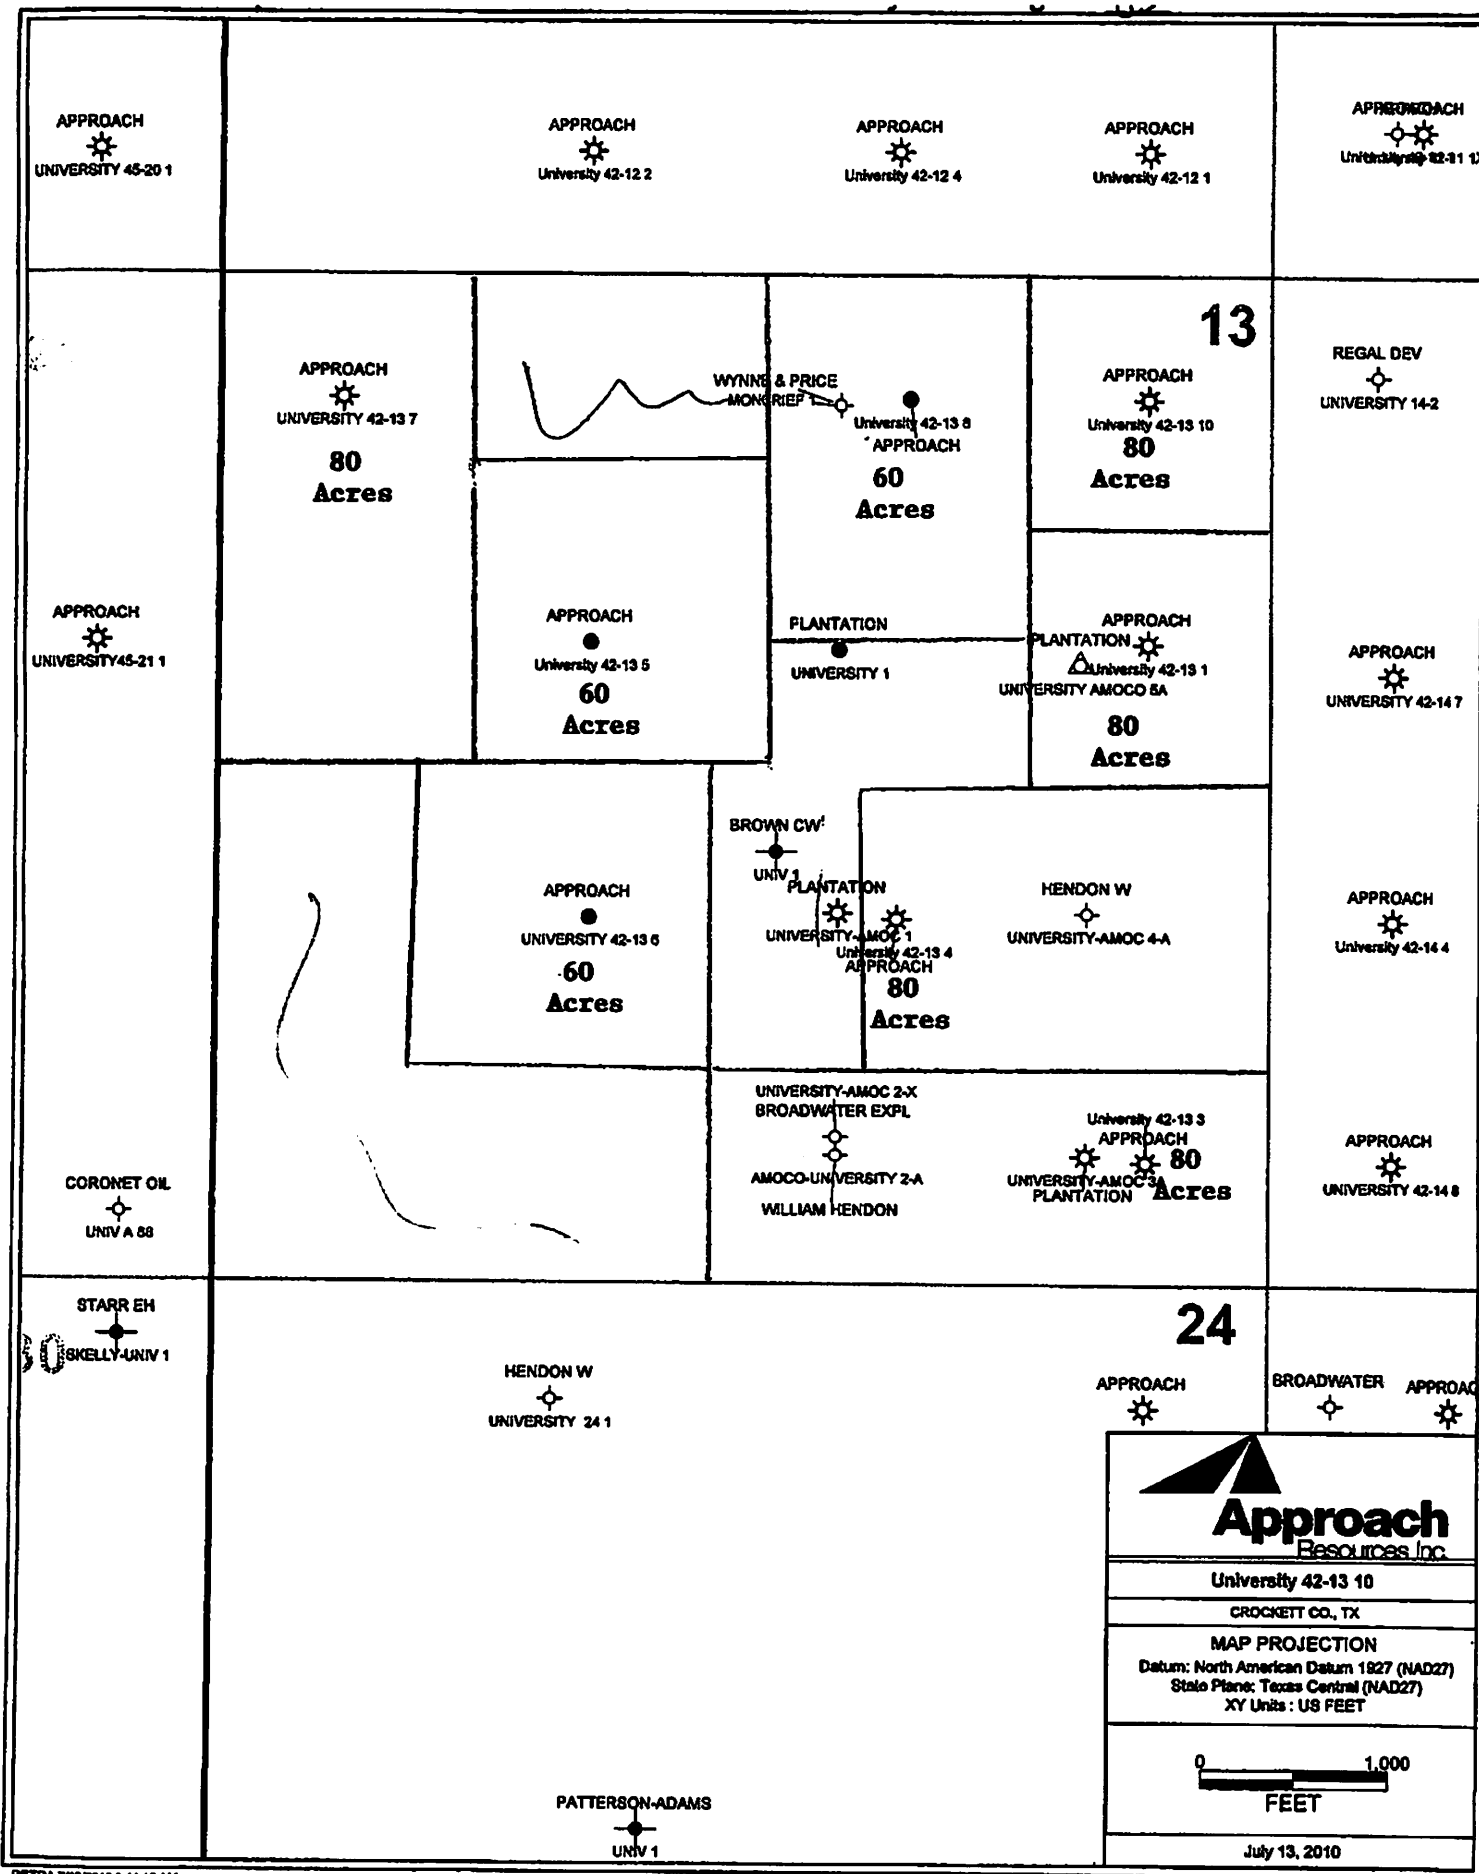 APPROACH
UNIVERSITY 45-20 1
APPROACH
University 42-12 2
APPROACH
University 42-12 4
APPROACH
University 42-12 1
APPROACH
13
APPROACH
UNIVERSITY 42-13 7
80
Acres
WYNNE & PRICE
MONCRIEF 1
University 42-13 8
APPROACH
60
Acres
APPROACH
University 42-13 10
80
Acres
REGAL DEV
UNIVERSITY 14-2
APPROACH
UNIVERSITY45-21 1
APPROACH
University 42-13 5
60
Acres
PLANTATION
UNIVERSITY 1
APPROACH
PLANTATION
University 42-13 1
UNIVERSITY AMOCO 5A
80
Acres
APPROACH
UNIVERSITY 42-14 7
BROWN CW
UNIV 1
PLANTATION
UNIVERSITY-AMOC 1
University 42-13 4
APPROACH
80
Acres
APPROACH
UNIVERSITY 42-13 6
60
Acres
HENDON W
UNIVERSITY-AMOC 4-A
APPROACH
University 42-14 4
UNIVERSITY-AMOC 2-X
BROADWATER EXPL
AMOCO-UNIVERSITY 2-A
WILLIAM HENDON
University 42-13 3
APPROACH
80
Acres
UNIVERSITY-AMOC 3A
PLANTATION
APPROACH
UNIVERSITY 42-14 8
CORONET OIL
UNIV A 88
STARR EH
SKELLY-UNIV 1
24
HENDON W
UNIVERSITY 24 1
APPROACH
BROADWATER
APPROAC
PATTERSON-ADAMS
UNIV 1
Approach
Resources Inc.
University 42-13 10
CROCKETT CO., TX
MAP PROJECTION
Datum: North American Datum 1927 (NAD27)
State Plane: Texas Central (NAD27)
XY Units : US FEET
0 1,000
FEET
July 13, 2010